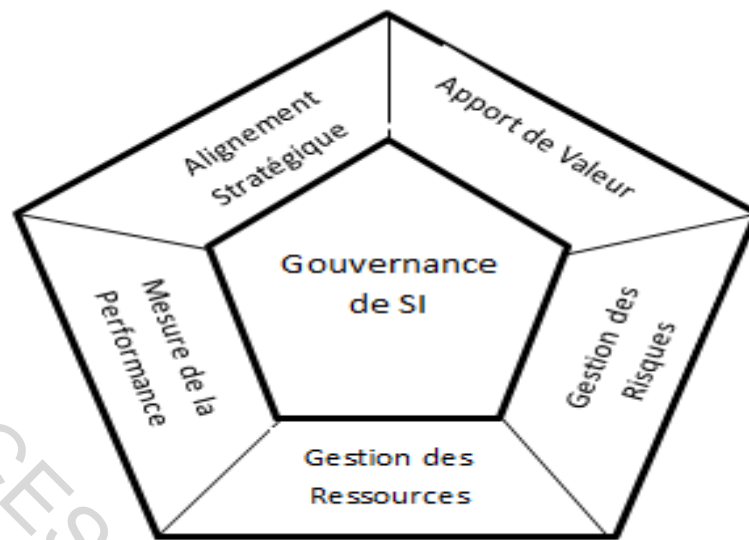 Alignement
Stratégique
Apport de Valeur
Gouvernance
de SI
Mesure de la
Performance
Gestion des
Risques
Gestion des
Ressources